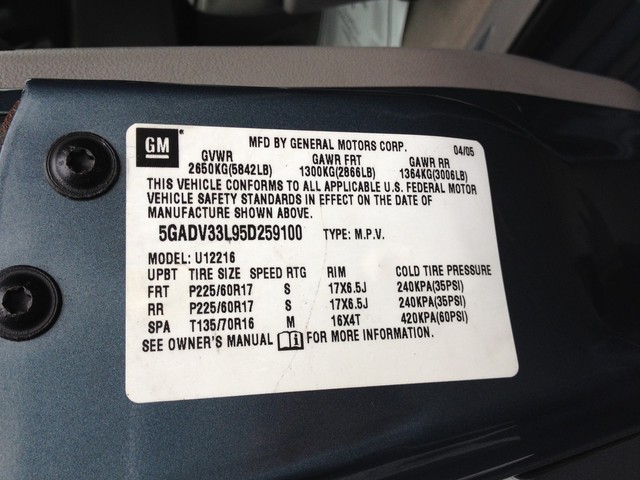 GM MFD BY GENERAL MOTORS CORP. 04/05
GVWR GAWR FRT GAWR RR
2650KG(5842LB) 1300KG(2866LB) 1364KG(3006LB)
THIS VEHICLE CONFORMS TO ALL APPLICABLE U.S. FEDERAL MOTOR
VEHICLE SAFETY STANDARDS IN EFFECT ON THE DATE OF
MANUFACTURE SHOWN ABOVE.
5GADV33L95D259100 TYPE: M.P.V.
MODEL: U12216
UPBT TIRE SIZE SPEED RTG RIM COLD TIRE PRESSURE
FRT P225/60R17 S 17X6.5J 240KPA(35PSI)
RR P225/60R17 S 17X6.5J 240KPA(35PSI)
SPA T135/70R16 M 16X4T 420KPA(60PSI)
SEE OWNER'S MANUAL FOR MORE INFORMATION.